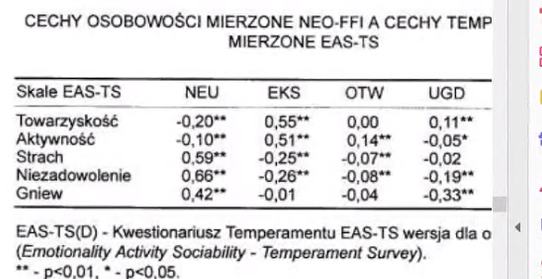 CECHY OSOBOWOŚCI MIERZONE NEO-FFI A CECHY TEMP
MIERZONE EAS-TS
Skale EAS-TS NEU EKS OTW UGD
Towarzyskość -0,20** 0,55** 0,00 0,11**
Aktywność -0,10** 0,51** 0,14** -0,05*
Strach 0,59** -0,25** -0,07** -0,02
Niezadowolenie 0,66** -0,26** -0,08** -0,19**
Gniew 0,42** -0,01 -0,04 -0,33**
EAS-TS(D) - Kwestionariusz Temperamentu EAS-TS wersja dla o
(Emotionality Activity Sociability - Temperament Survey).
** - p<0,01, * - p<0,05.